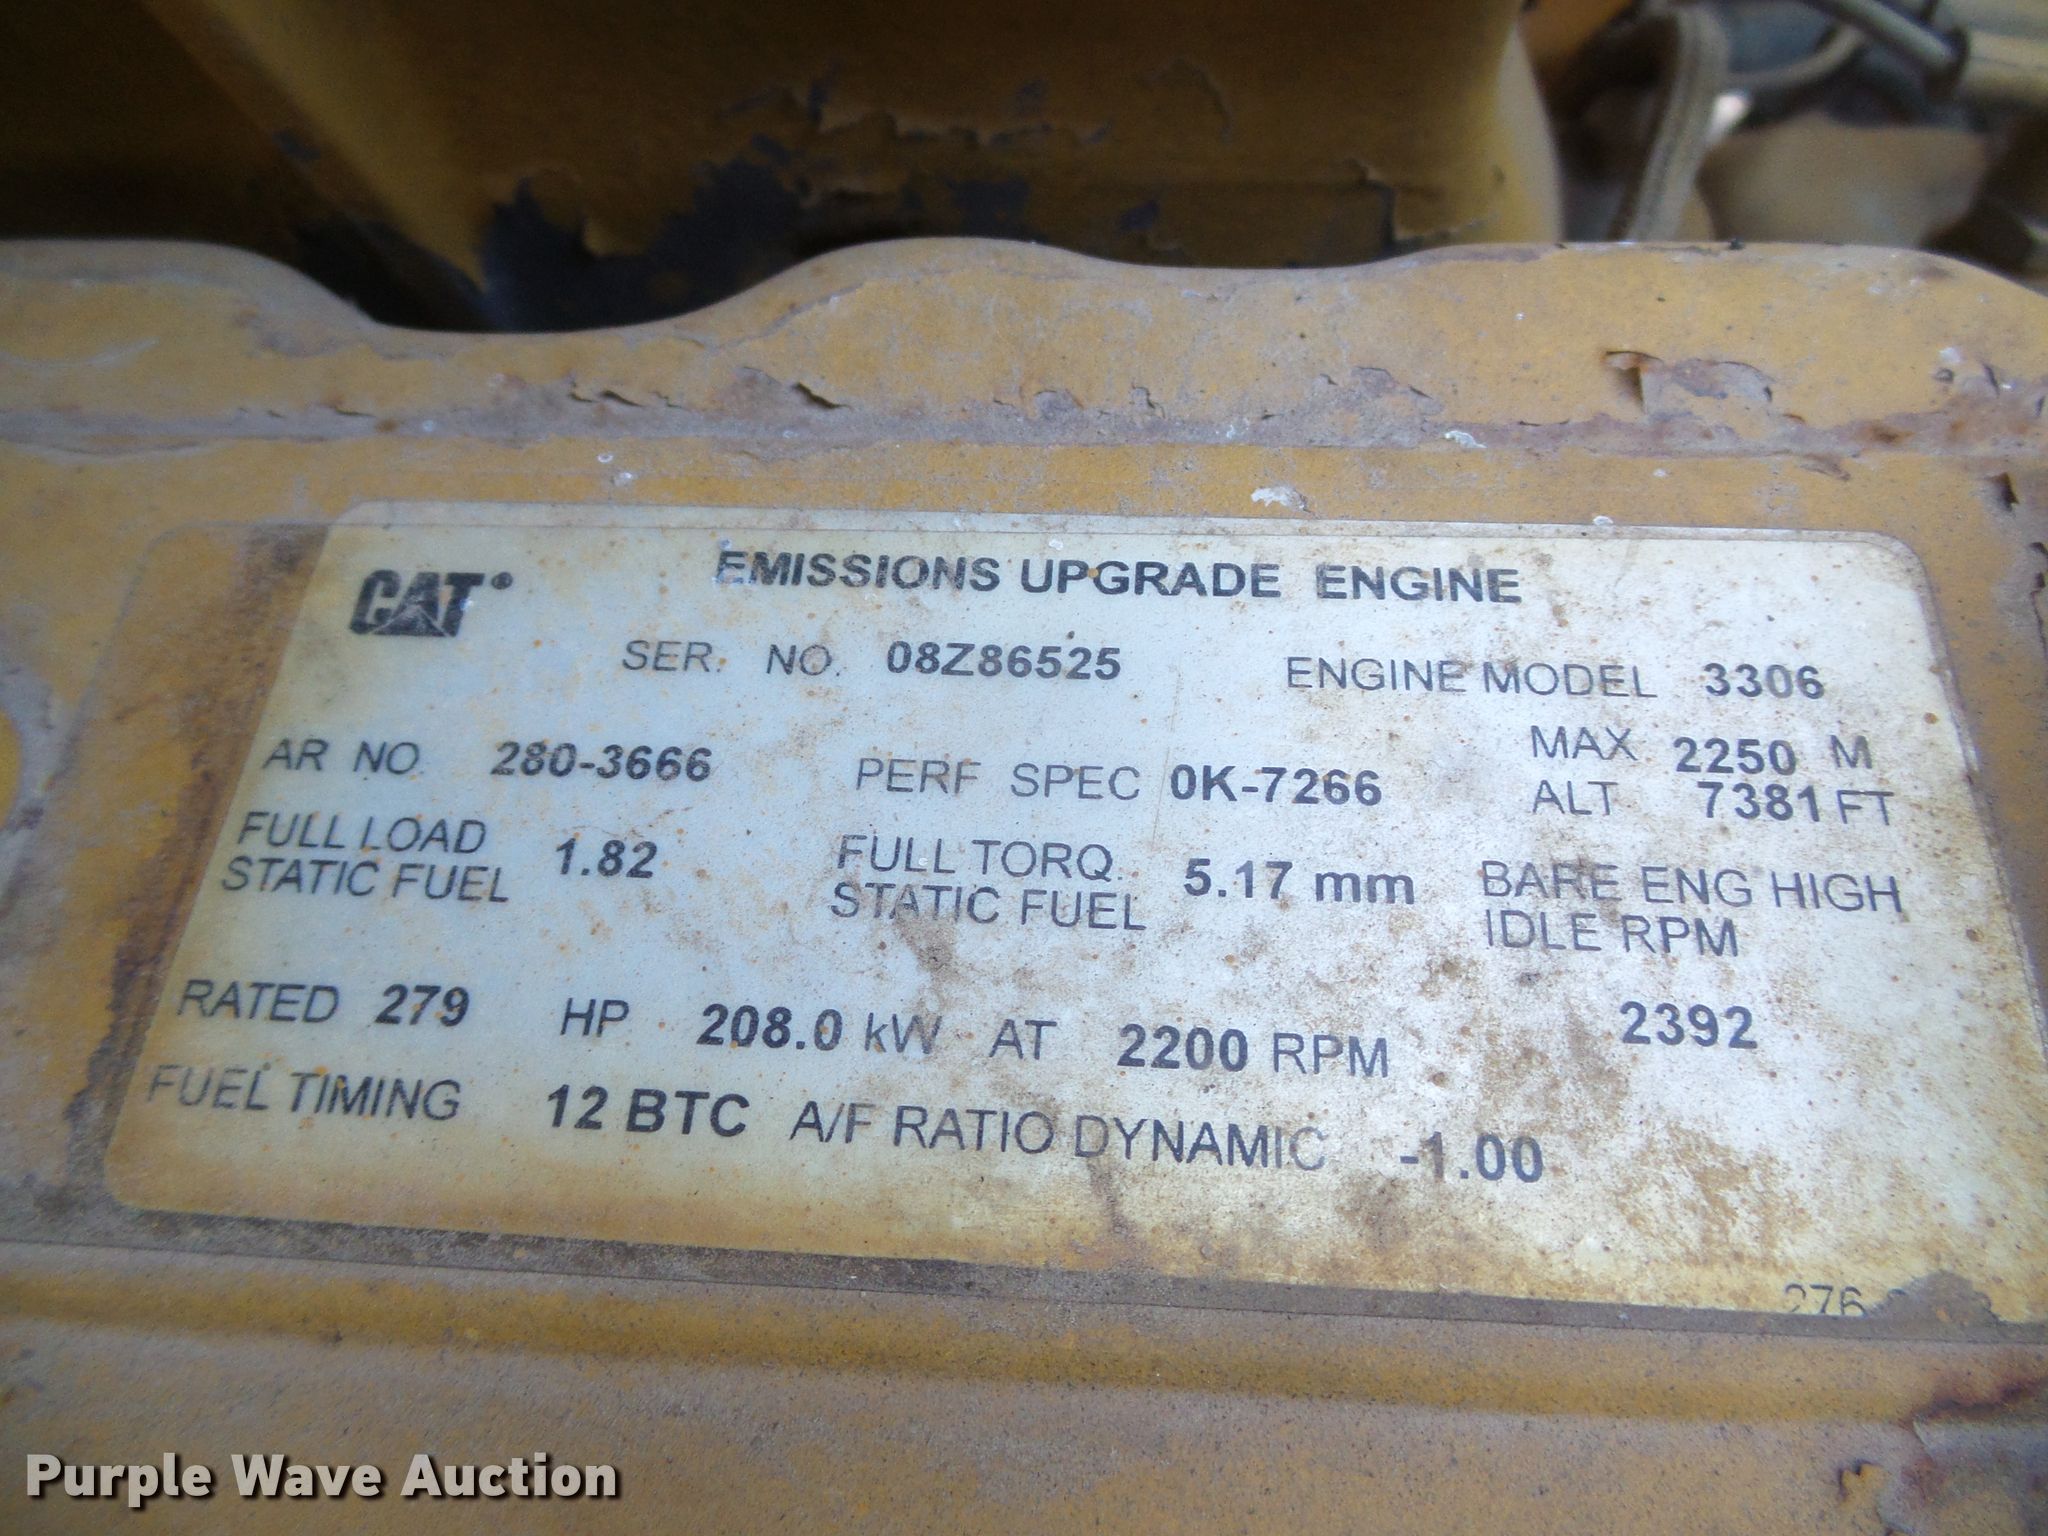 CAT®
EMISSIONS UPGRADE ENGINE
SER. NO. 08Z86525 ENGINE MODEL 3306
AR NO. 280-3666 PERF SPEC 0K-7266 MAX ALT 2250 M 7381 FT
FULL LOAD STATIC FUEL 1.82 FULL TORQ. STATIC FUEL 5.17 mm BARE ENG HIGH IDLE RPM
RATED 279 HP 208.0 kW AT 2200 RPM 2392
FUEL TIMING 12 BTC A/F RATIO DYNAMIC -1.00
276
Purple Wave Auction